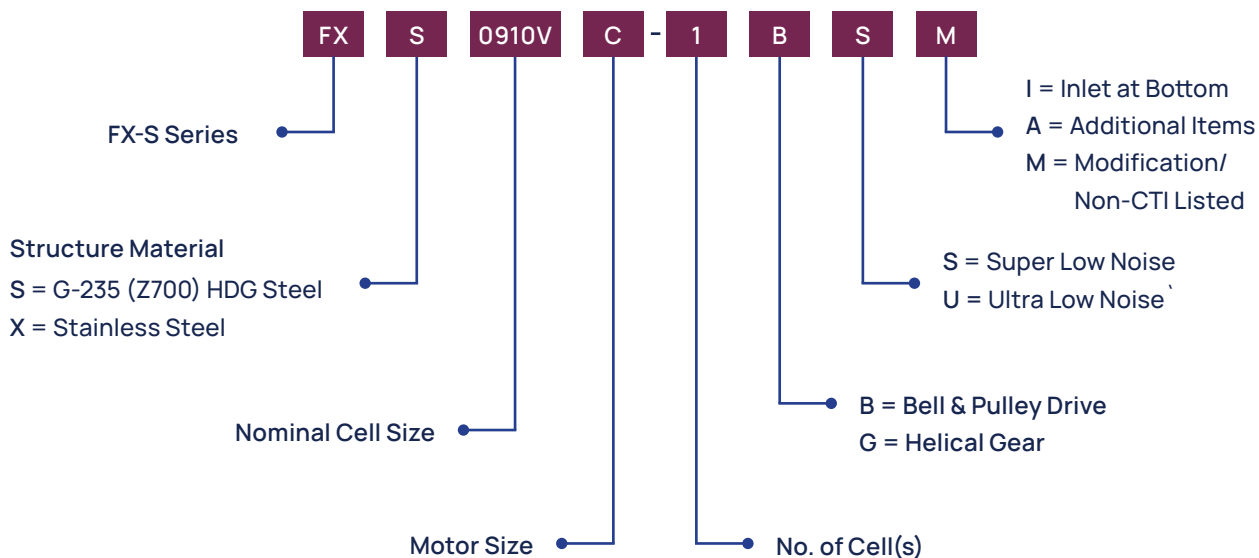 FX S 0910V C - 1 B S M
FX-S Series
I = Inlet at Bottom
A = Additional Items
M = Modification/
Non-CTI Listed
Structure Material
S = G-235 (Z700) HDG Steel
X = Stainless Steel
S = Super Low Noise
U = Ultra Low Noise`
Nominal Cell Size
B = Bell & Pulley Drive
G = Helical Gear
Motor Size
No. of Cell(s)